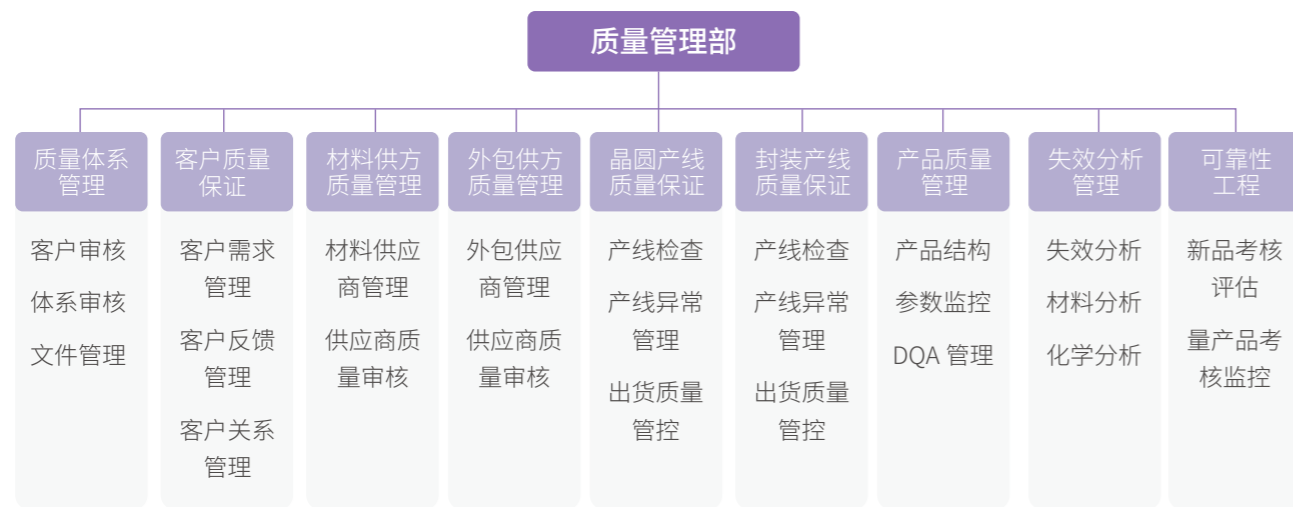 质量管理部
质量体系
管理
客户审核
体系审核
文件管理
客户质量
保证
客户需求
管理
客户反馈
管理
客户关系
管理
材料供方
质量管理
材料供应
商管理
供应商质
量审核
外包供方
质量管理
外包供应
商管理
供应商质
量审核
晶圆产线
质量保证
产线检查
产线异常
管理
出货质量
管控
封装产线
质量保证
产线检查
产线异常
管理
出货质量
管控
产品质量
管理
产品结构
参数监控
DQA 管理
失效分析
管理
失效分析
材料分析
化学分析
可靠性
工程
新品考核
评估
量产品考
核监控